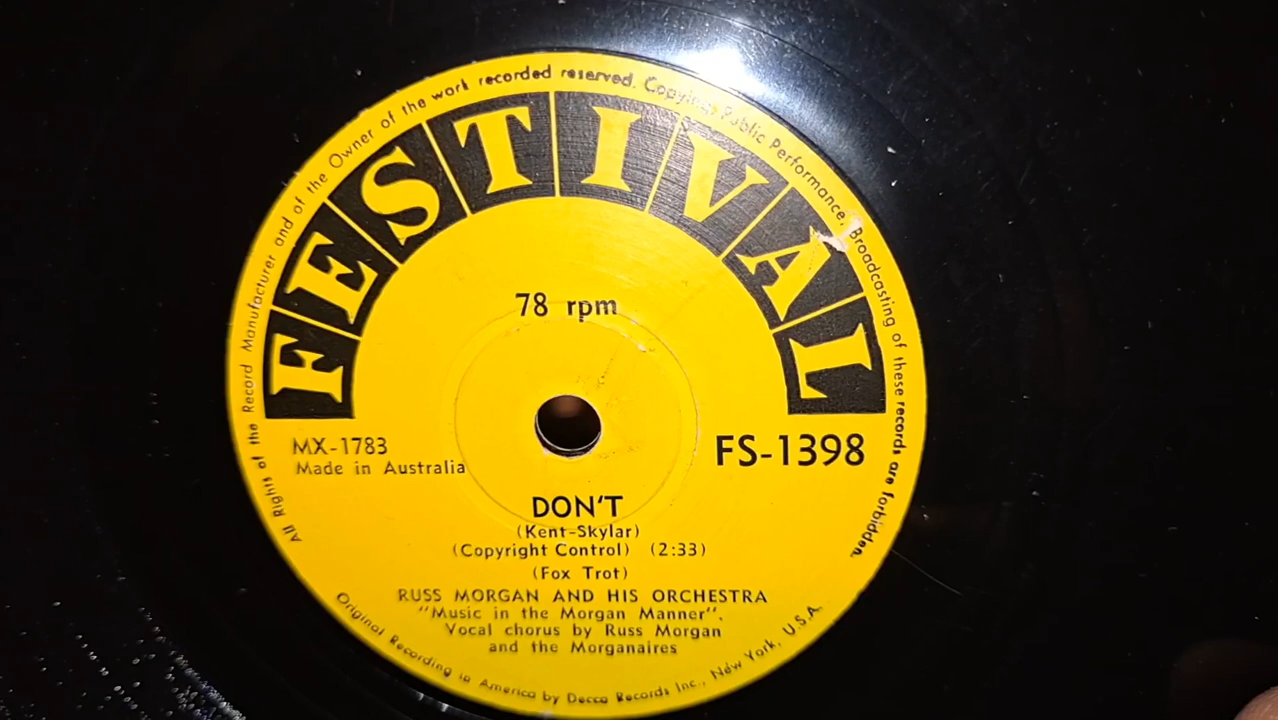 All Rights of the Record Manufacturer and of the Owner of the work recorded reserved. Copying, Public Performance, Broadcasting of these records are forbidden.
FESTIVAL
78 rpm
MX-1783
Made in Australia
FS-1398
DON'T
(Kent-Skylar)
(Copyright Control) (2:33)
(Fox Trot)
RUSS MORGAN AND HIS ORCHESTRA
"Music in the Morgan Manner".
Vocal chorus by Russ Morgan
and the Morganaires
Original Recording in America by Decca Records Inc., New York, U.S.A.